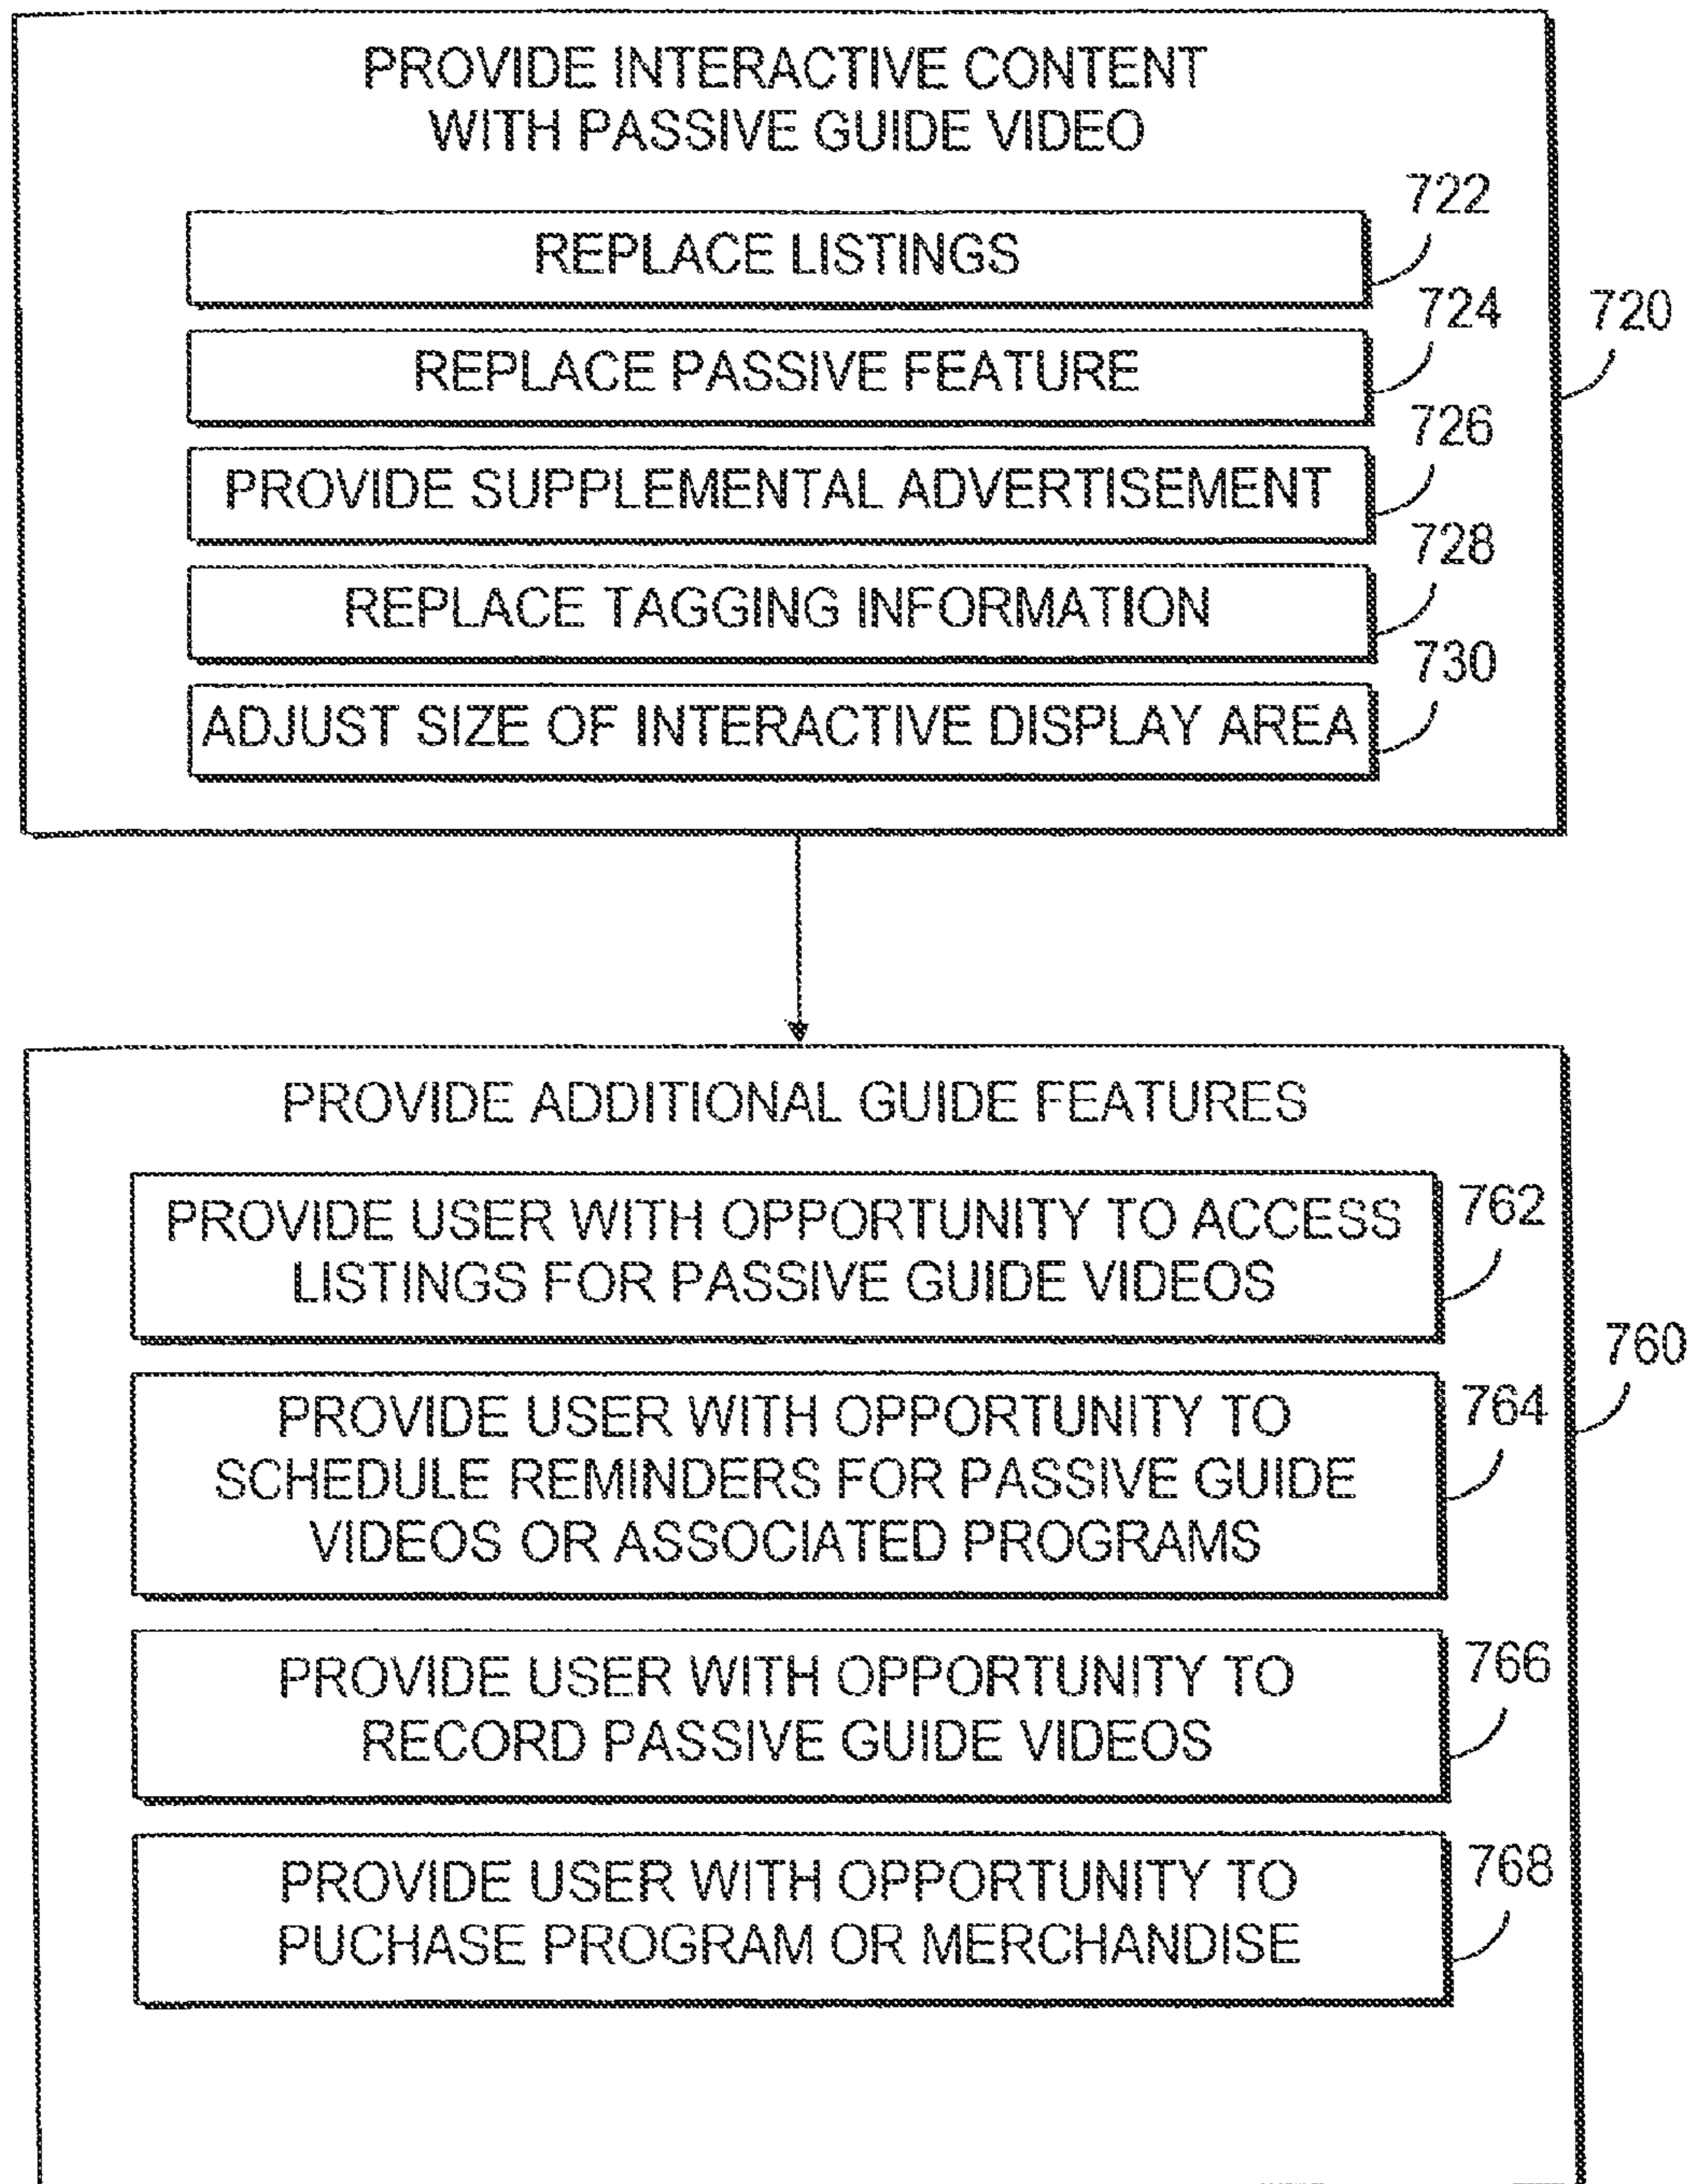 PROVIDE INTERACTIVE CONTENT
WITH PASSIVE GUIDE VIDEO
722
REPLACE LISTINGS
724
720
REPLACE PASSIVE FEATURE
726
PROVIDE SUPPLEMENTAL ADVERTISEMENT
728
REPLACE TAGGING INFORMATION
730
ADJUST SIZE OF INTERACTIVE DISPLAY AREA
PROVIDE ADDITIONAL GUIDE FEATURES
762
PROVIDE USER WITH OPPORTUNITY TO ACCESS
LISTINGS FOR PASSIVE GUIDE VIDEOS
760
764
PROVIDE USER WITH OPPORTUNITY TO
SCHEDULE REMINDERS FOR PASSIVE GUIDE
VIDEOS OR ASSOCIATED PROGRAMS
766
PROVIDE USER WITH OPPORTUNITY TO
RECORD PASSIVE GUIDE VIDEOS
768
PROVIDE USER WITH OPPORTUNITY TO
PUCHASE PROGRAM OR MERCHANDISE